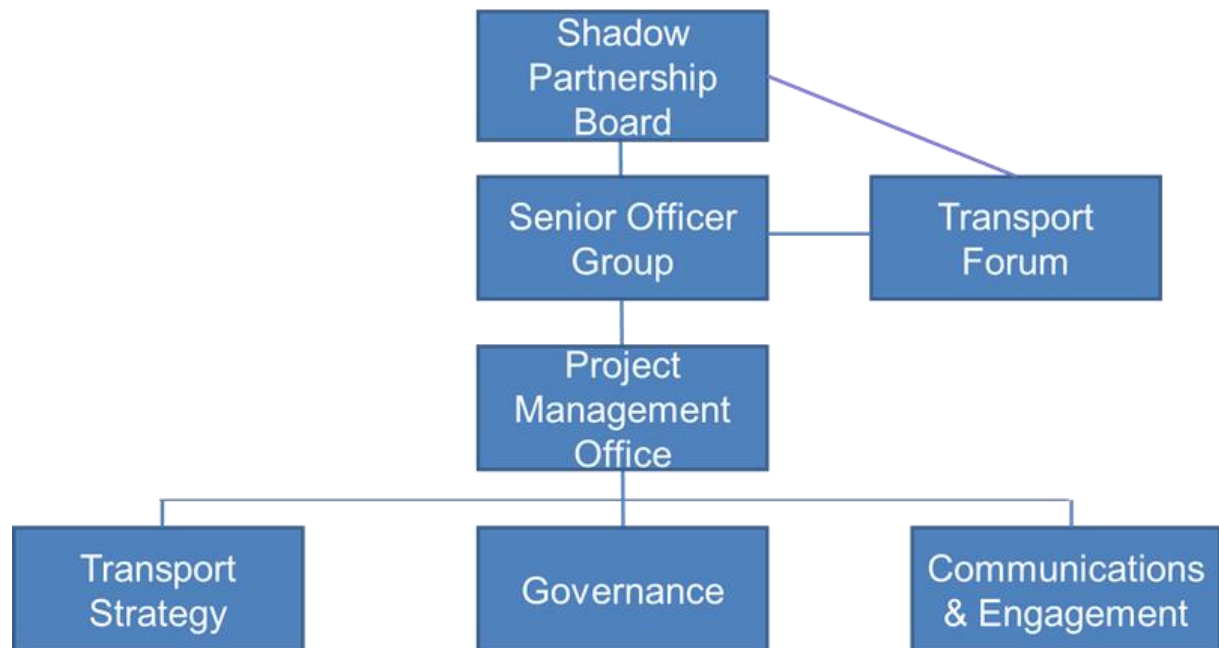 Shadow
Partnership
Board
Senior Officer
Group
Transport
Forum
Project
Management
Office
Transport
Strategy
Governance
Communications
& Engagement